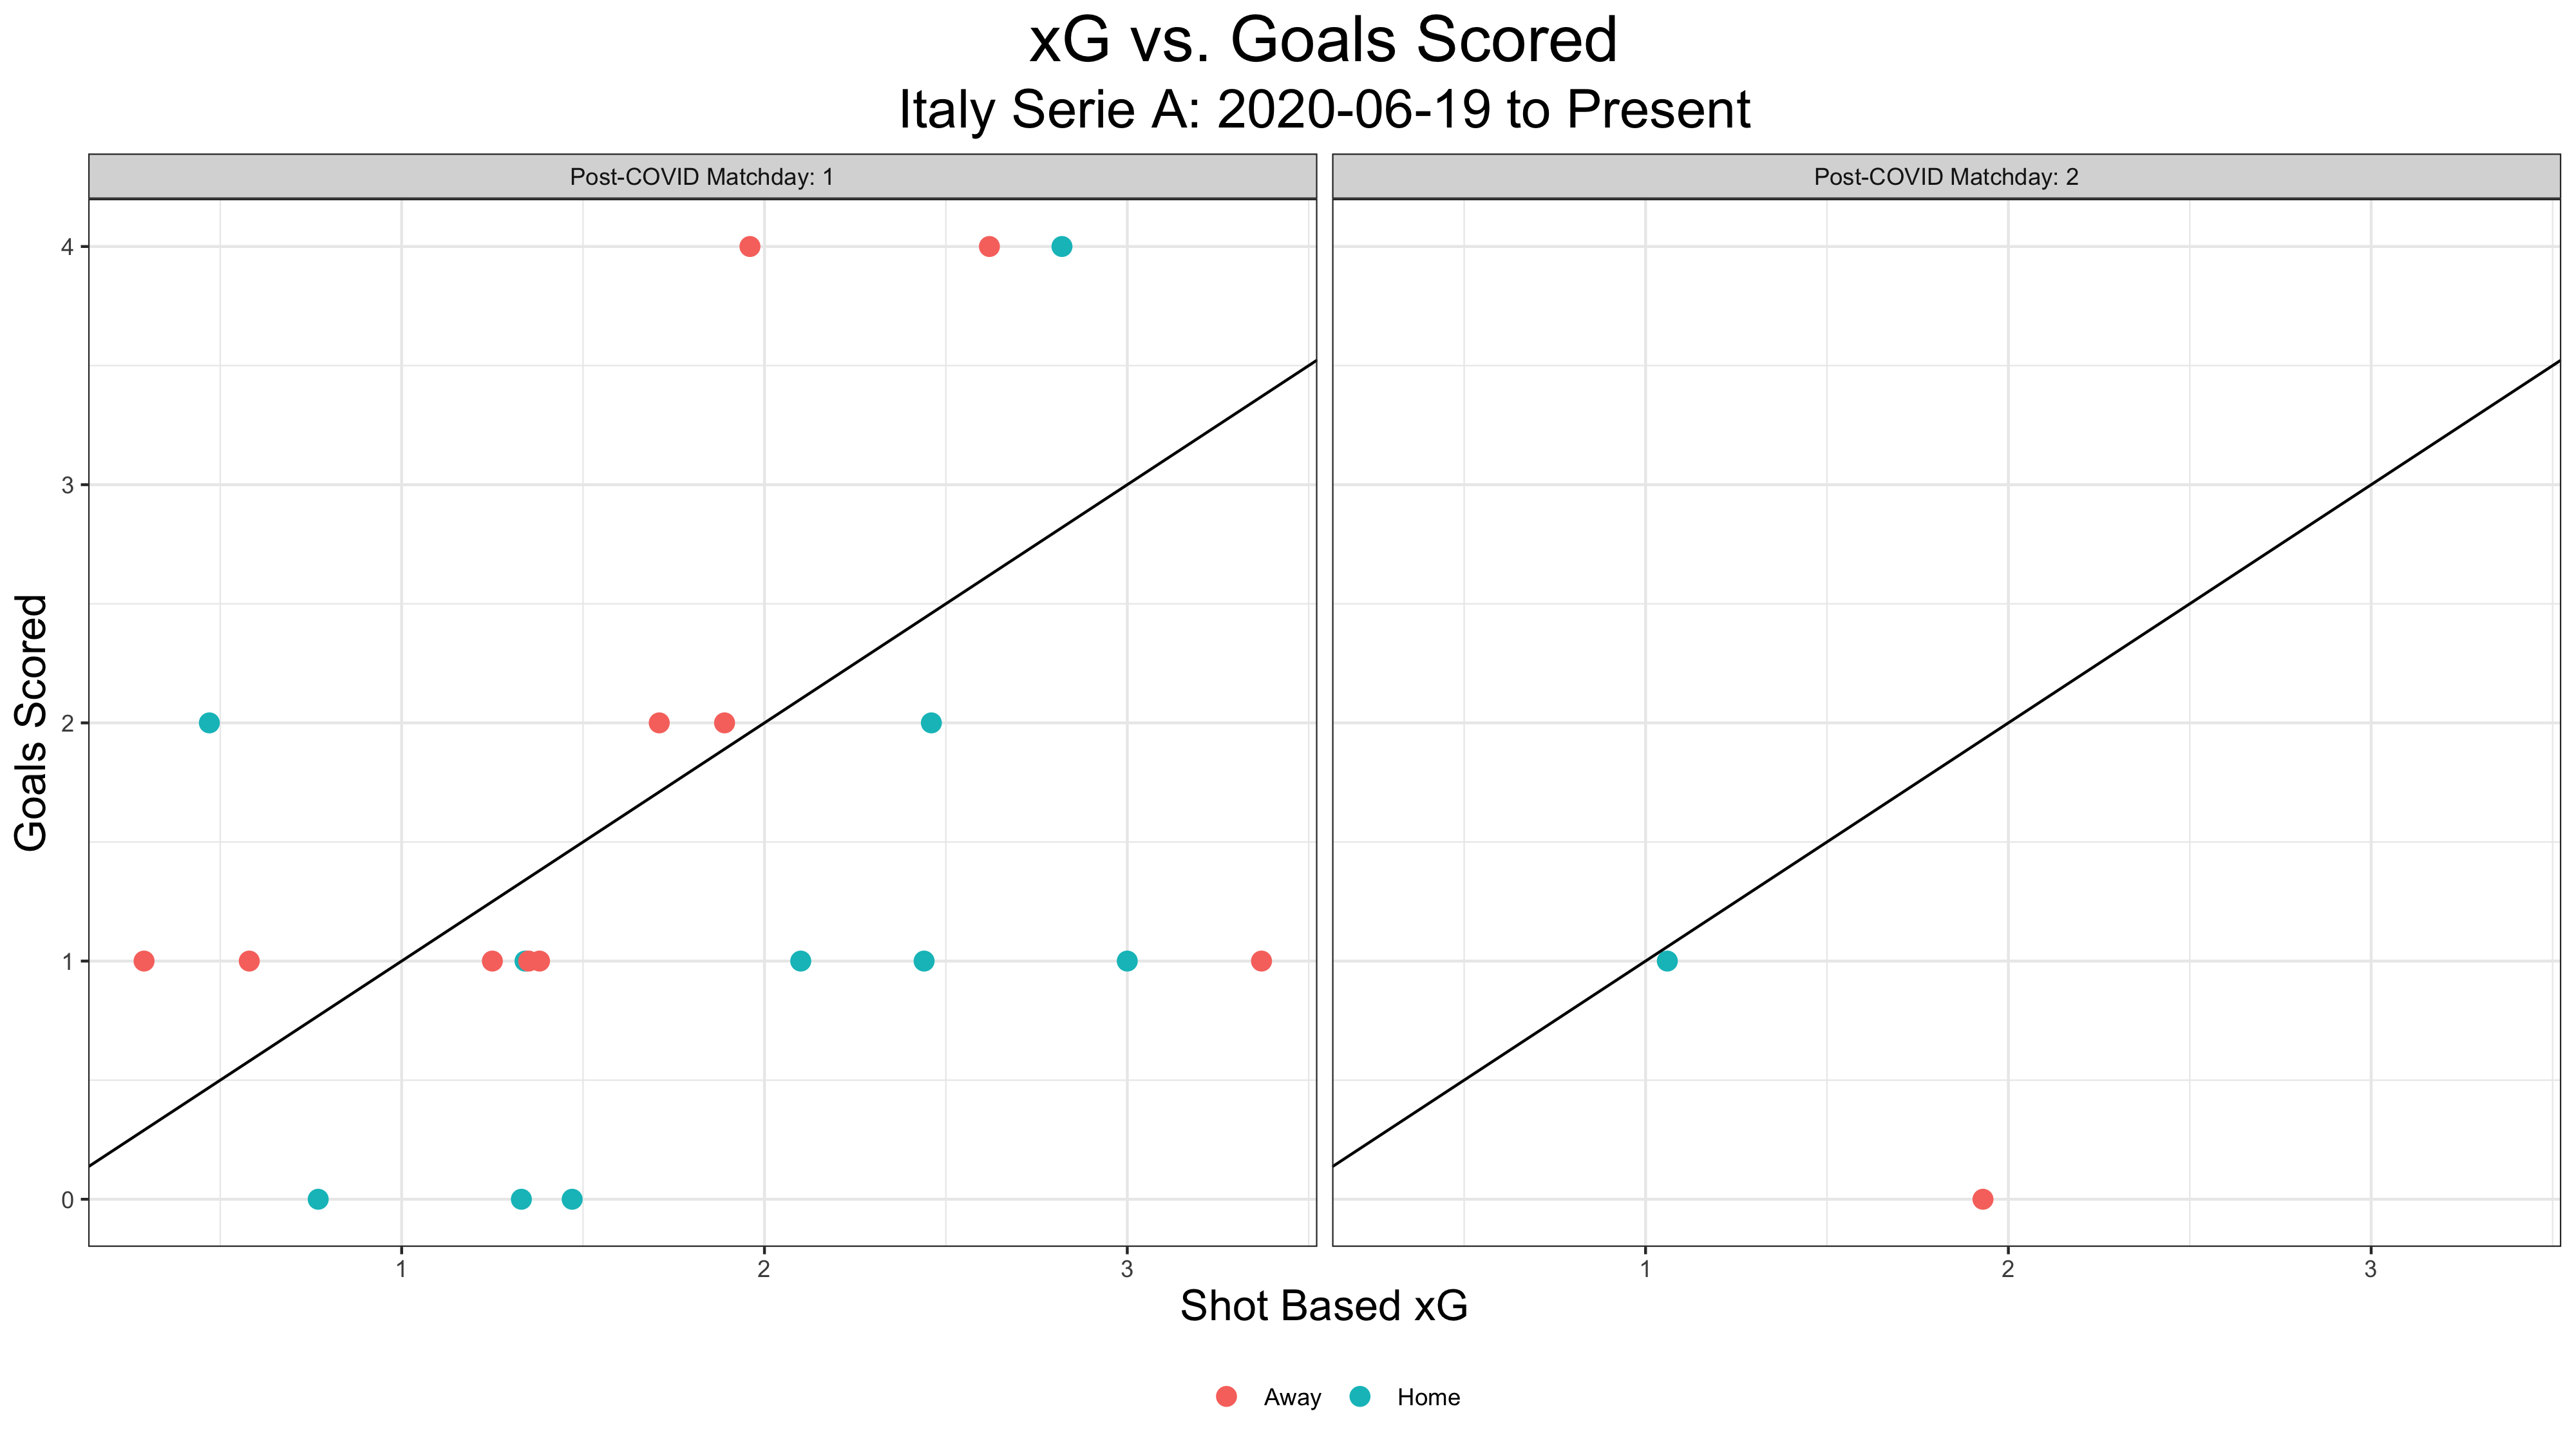 xG vs. Goals Scored
Italy Serie A: 2020-06-19 to Present
Post-COVID Matchday: 1
Post-COVID Matchday: 2
Goals Scored
4
3
2
1
0
1 2 3
1 2 3
Shot Based xG
Away Home